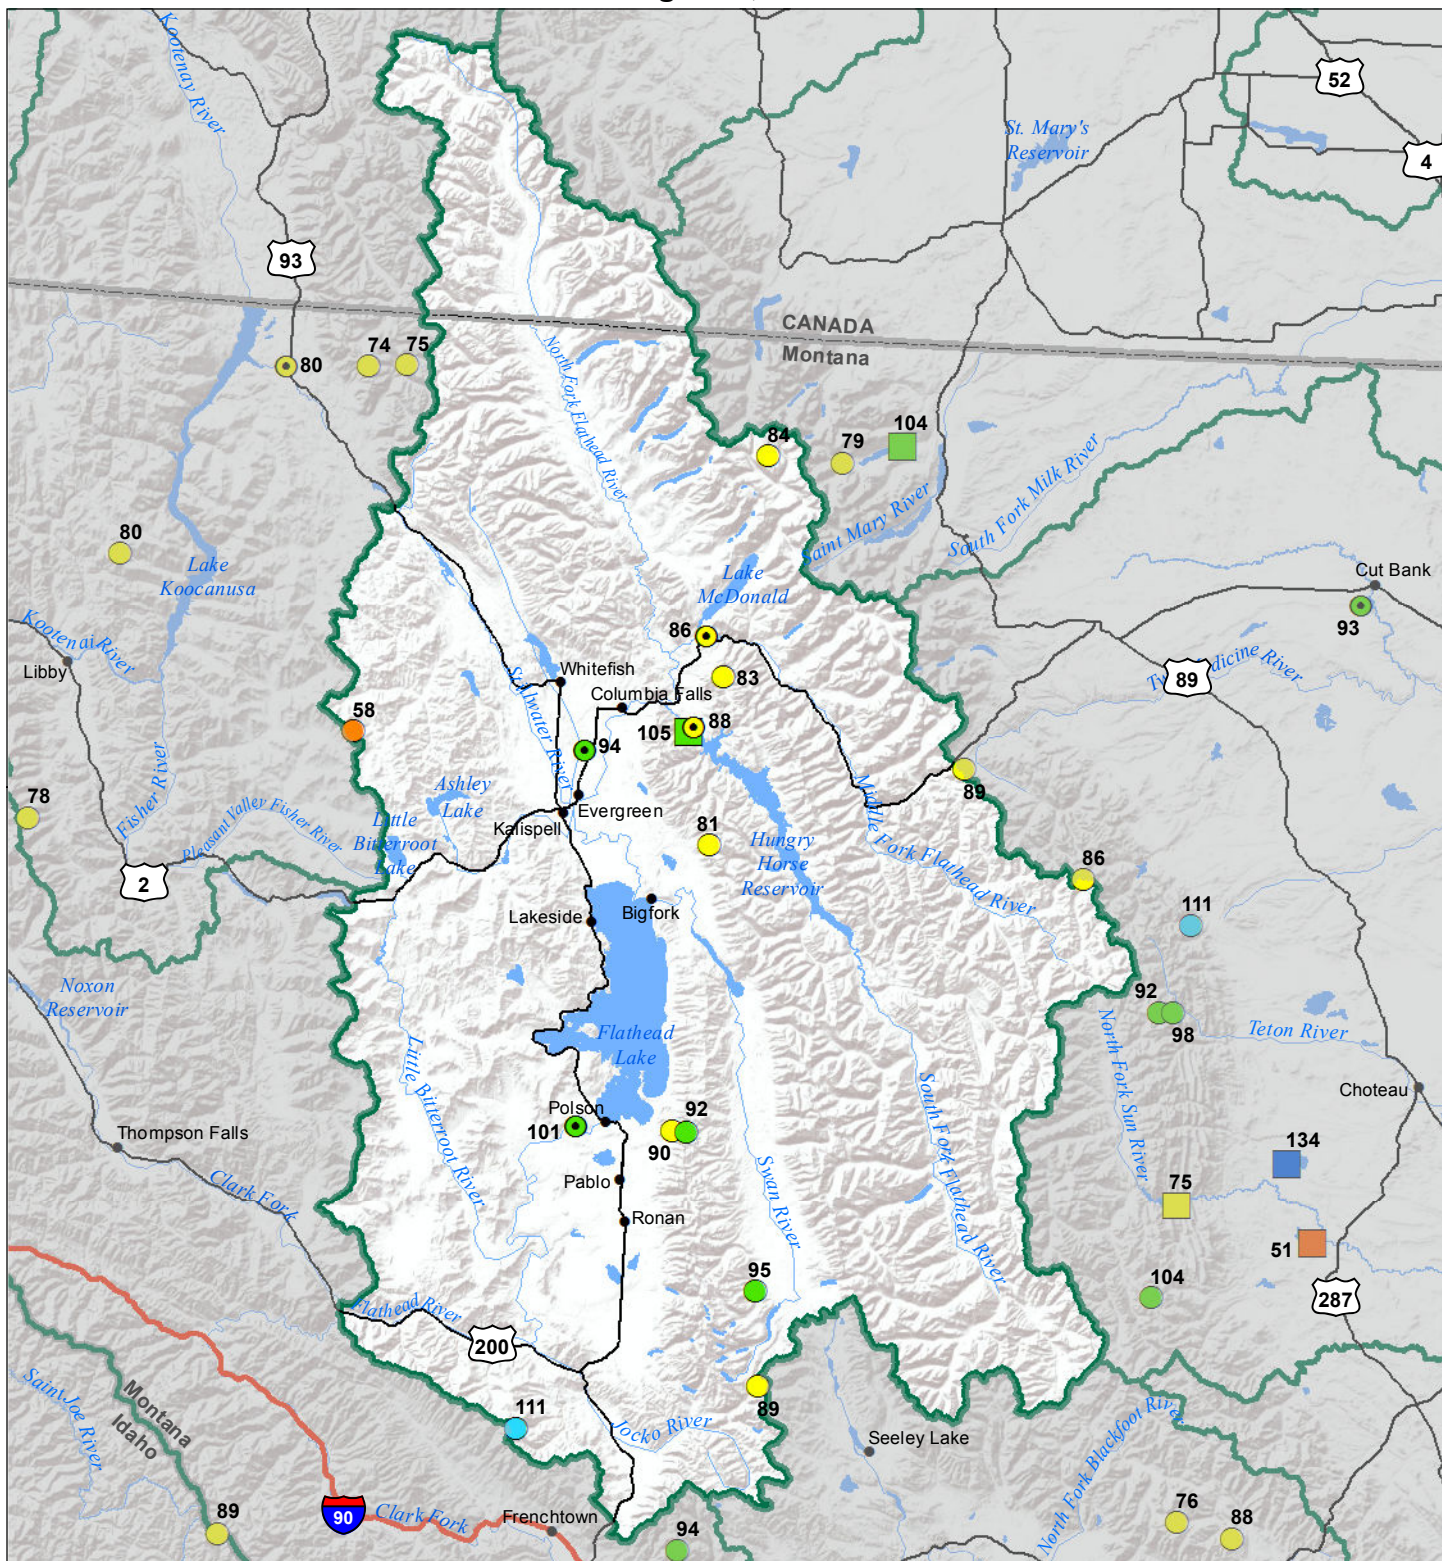 Kootenay River
52
St. Mary's
Reservoir
4
93
CANADA
Montana
74
75
80
North Fork Flathead River
84
79
104
Saint Mary River
South Fork Milk River
80
Lake
Koocanusa
Lake
McDonald
Cut Bank
93
Kootenai River
Libby
86
83
Whitefish
Columbia Falls
Stillwater River
89
58
105
88
94
89
Fisher River
Pleasant Valley Fisher River
78
Ashley
Lake
Little
Bitterroot
Lake
Evergreen
Kalispell
81
Hungry
Horse
Reservoir
Middle Fork Flathead River
86
2
111
Lakeside
Bigfork
Noxon
Reservoir
92
98
Teton River
Flathead
Lake
Little Bitterroot River
North Fork Sun River
South Fork Flathead River
Choteau
Polson
101
92
90
Thompson Falls
Clark Fork
Pablo
Swan River
134
75
Ronan
51
95
104
287
Flathead River
200
Saint Joe River
Montana
Idaho
111
89
Jocko River
Seeley Lake
North Fork Blackfoot River
89
90
Clark Fork
Frenchtown
94
76
88